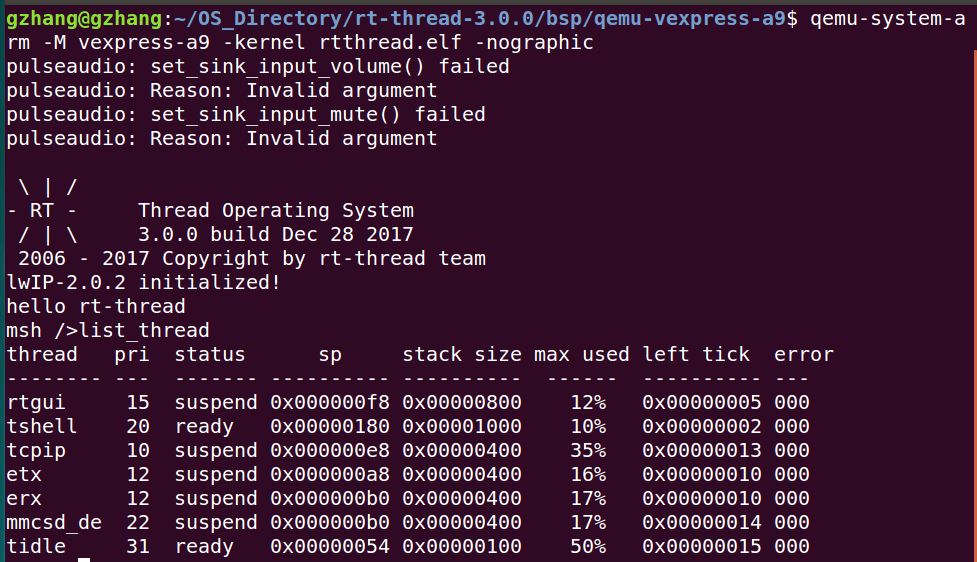 gzhang@gzhang:~/OS_Directory/rt-thread-3.0.0/bsp/qemu-vexpress-a9$ qemu-system-a
rm -M vexpress-a9 -kernel rtthread.elf -nographic
pulseaudio: set_sink_input_volume() failed
pulseaudio: Reason: Invalid argument
pulseaudio: set_sink_input_mute() failed
pulseaudio: Reason: Invalid argument

 \ | /
- RT -     Thread Operating System
 / | \     3.0.0 build Dec 28 2017
 2006 - 2017 Copyright by rt-thread team
lwIP-2.0.2 initialized!
hello rt-thread
msh />list_thread
thread   pri  status      sp     stack size max used left tick  error
-------- ---  ------- ---------- ----------  ------  ---------- ---
rtgui     15  suspend 0x000000f8 0x00000800    12%   0x00000005 000
tshell    20  ready   0x00000180 0x00001000    10%   0x00000002 000
tcpip     10  suspend 0x000000e8 0x00000400    35%   0x00000013 000
etx       12  suspend 0x000000a8 0x00000400    16%   0x00000010 000
erx       12  suspend 0x000000b0 0x00000400    17%   0x00000010 000
mmcsd_de  22  suspend 0x000000b0 0x00000400    17%   0x00000014 000
tidle     31  ready   0x00000054 0x00000100    50%   0x00000015 000